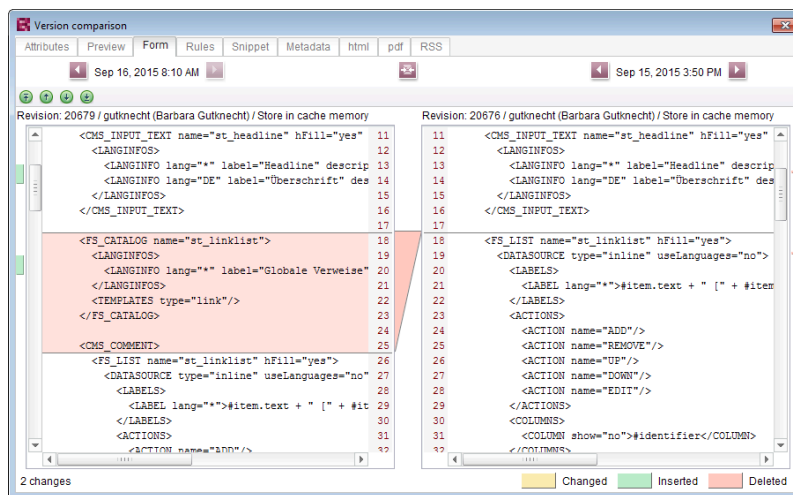 Version comparison
Attributes Preview Form Rules Snippet Metadata html pdf RSS
Sep 16, 2015 8:10 AM Sep 15, 2015 3:50 PM
Revision: 20679 / gutknecht (Barbara Gutknecht) / Store in cache memory
<CMS_INPUT_TEXT name="st_headline" hFill="yes" 11
<LANGINFOS> 12
<LANGINFO lang="*" label="Headline" descrip 13
<LANGINFO lang="DE" label="Überschrift" des 14
</LANGINFOS> 15
</CMS_INPUT_TEXT> 16
17
<FS_CATALOG name="st_linklist"> 18
<LANGINFOS> 19
<LANGINFO lang="*" label="Globale Verweise" 20
</LANGINFOS> 21
<TEMPLATES type="link"/> 22
</FS_CATALOG> 23
24
<CMS_COMMENT> 25
<FS_LIST name="st_linklist" hFill="yes"> 26
<DATASOURCE type="inline" useLanguages="no" 27
<LABELS> 28
<LABEL lang="*">#item.text + " [" + #it 29
</LABELS> 30
<ACTIONS> 31
<ACTION name="ADD"/> 32
Revision: 20676 / gutknecht (Barbara Gutknecht) / Store in cache memory
11 <CMS_INPUT_TEXT name="st_headline" hFill="yes"
12 <LANGINFOS>
13 <LANGINFO lang="*" label="Headline" descrip
14 <LANGINFO lang="DE" label="Überschrift" des
15 </LANGINFOS>
16 </CMS_INPUT_TEXT>
17
18 <FS_LIST name="st_linklist" hFill="yes">
19 <DATASOURCE type="inline" useLanguages="no">
20 <LABELS>
21 <LABEL lang="*">#item.text + " [" + #item
22 </LABELS>
23 <ACTIONS>
24 <ACTION name="ADD"/>
25 <ACTION name="REMOVE"/>
26 <ACTION name="UP"/>
27 <ACTION name="DOWN"/>
28 <ACTION name="EDIT"/>
29 </ACTIONS>
30 <COLUMNS>
31 <COLUMN show="no">#identifier</COLUMN>
32 </COLUMNS>
2 changes Changed Inserted Deleted